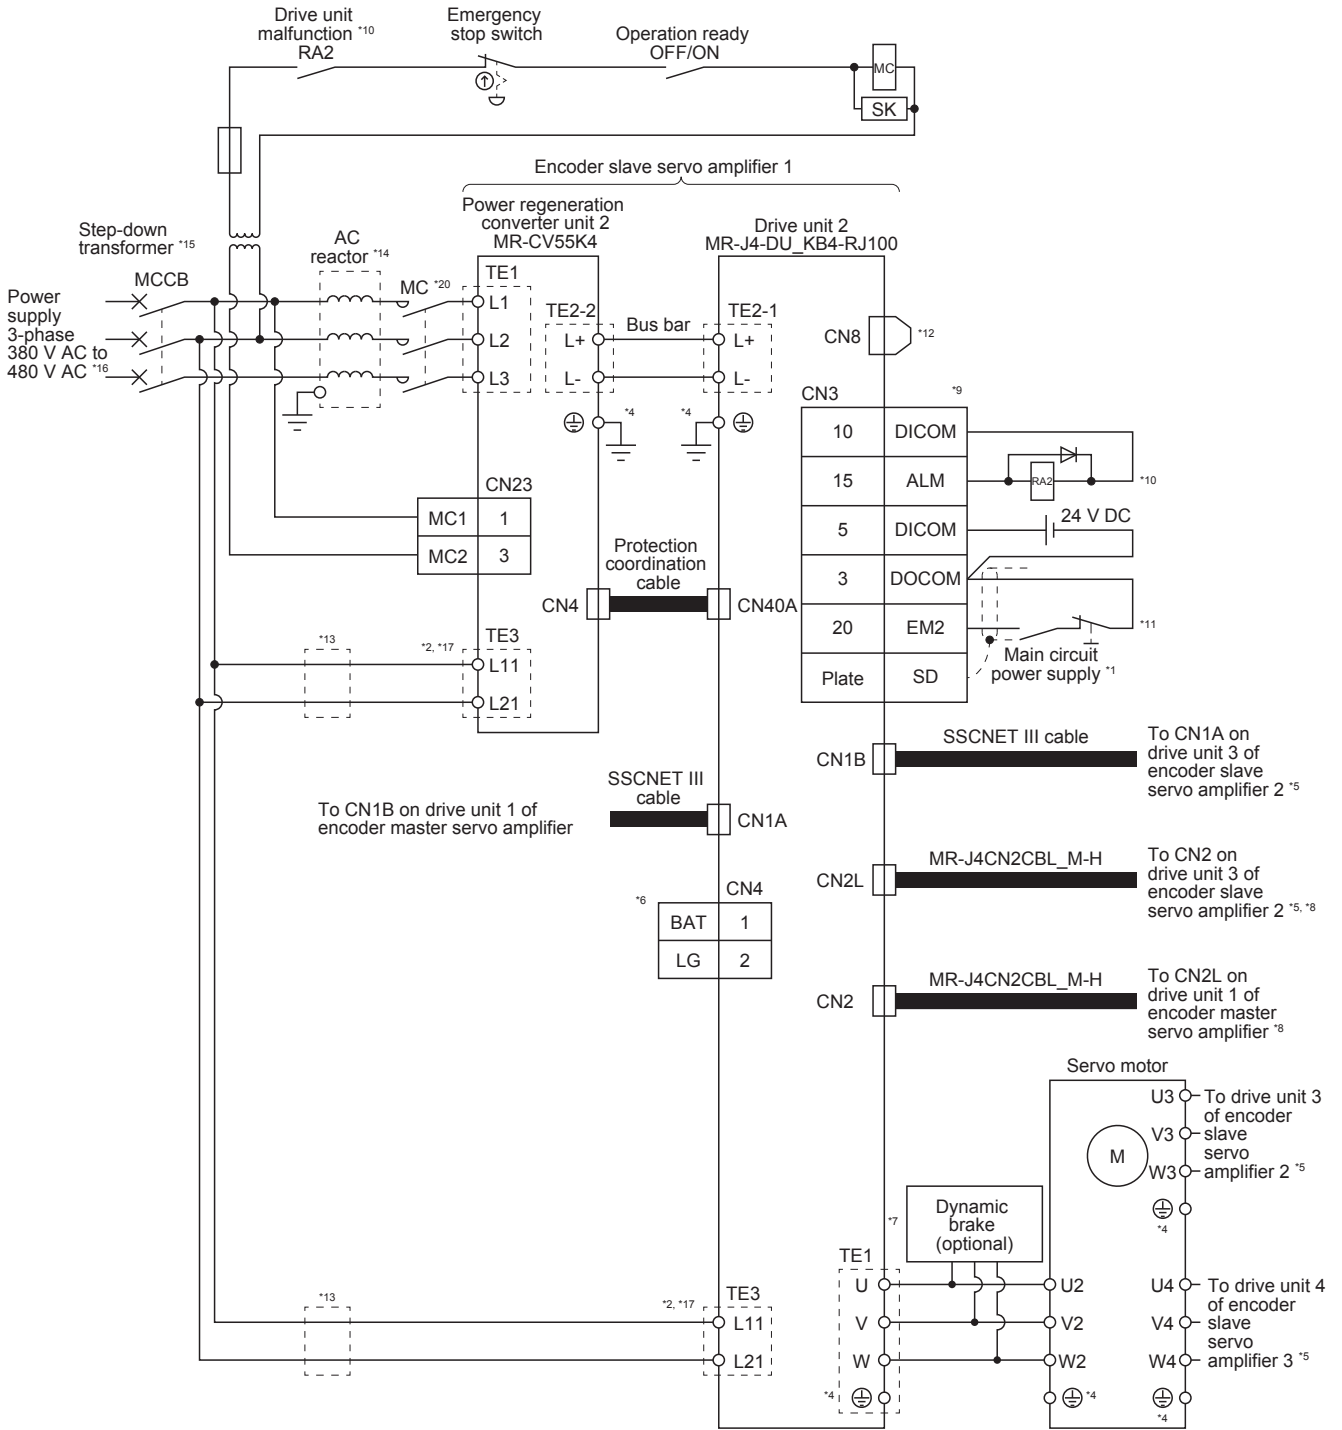 Drive unit
malfunction *10
RA2
Emergency
stop switch
Operation ready
OFF/ON
MC
SK
Encoder slave servo amplifier 1
Power regeneration
converter unit 2
MR-CV55K4
Drive unit 2
MR-J4-DU_KB4-RJ100
Step-down
transformer *15
AC
reactor *14
MCCB
MC *20
Power
supply
3-phase
380 V AC to
480 V AC *16
TE1
L1
L2
L3
TE2-2
L+
L-
Bus bar
TE2-1
L+
L-
*4
*4
CN8
*12
CN3
*9
10 DICOM
15 ALM
5 DICOM
3 DOCOM
20 EM2
Plate SD
RA2
*10
24 V DC
*11
Main circuit
power supply *1
CN23
MC1 1
MC2 3
Protection
coordination
cable
CN4
CN40A
*13
*2, *17
TE3
L11
L21
CN1B
SSCNET III cable
To CN1A on
drive unit 3 of
encoder slave
servo amplifier 2 *5
SSCNET III
cable
To CN1B on drive unit 1 of
encoder master servo amplifier
CN1A
CN2L
MR-J4CN2CBL_M-H
To CN2 on
drive unit 3 of
encoder slave
servo amplifier 2 *5, *8
*6
CN4
BAT 1
LG 2
CN2
MR-J4CN2CBL_M-H
To CN2L on
drive unit 1 of
encoder master
servo amplifier *8
Servo motor
M
U3
V3
W3
To drive unit 3
of encoder
slave
servo
amplifier 2 *5
*4
Dynamic
brake
(optional)
*7
TE1
U
V
W
*4
U2
V2
W2
*4
U4
V4
W4
*4
To drive unit 4
of encoder
slave
servo
amplifier 3 *5
*13
*2, *17
TE3
L11
L21